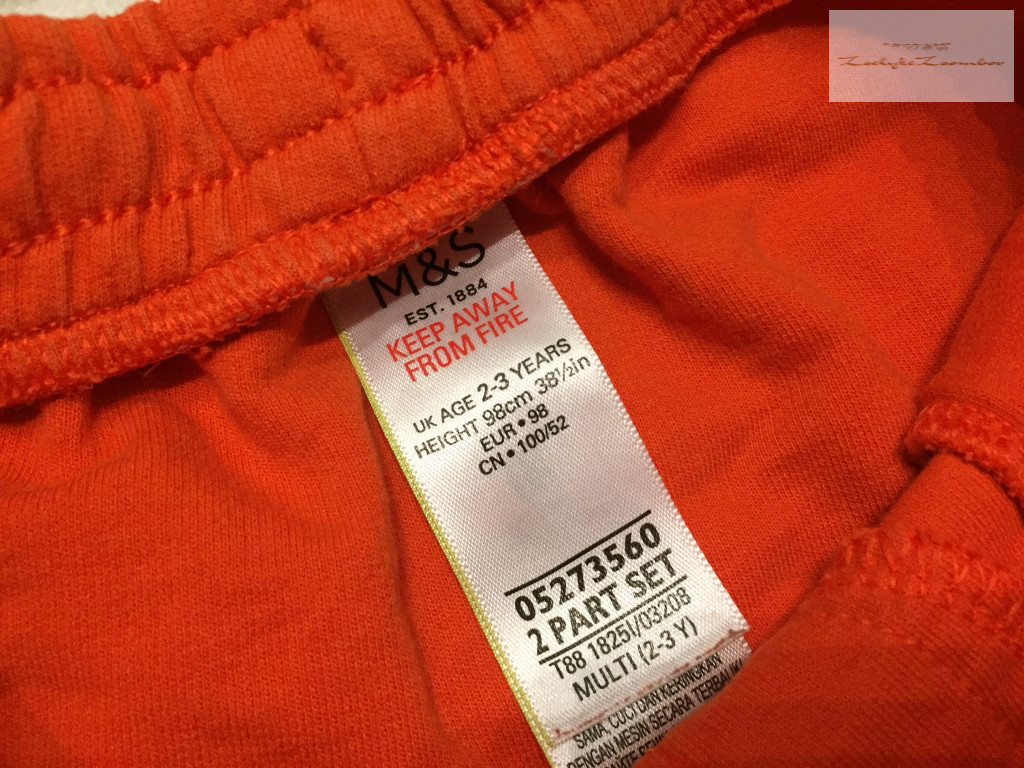 M&S
EST. 1884
KEEP AWAY
FROM FIRE
UK AGE 2-3 YEARS
HEIGHT 98cm 38½in
EUR • 98
CN • 100/52
05273560
2 PART SET
T88 1825I/03208
MULTI (2-3 Y)
SAMA. CUCI DAN KERINGKAN
DENGAN MESIN SECARA